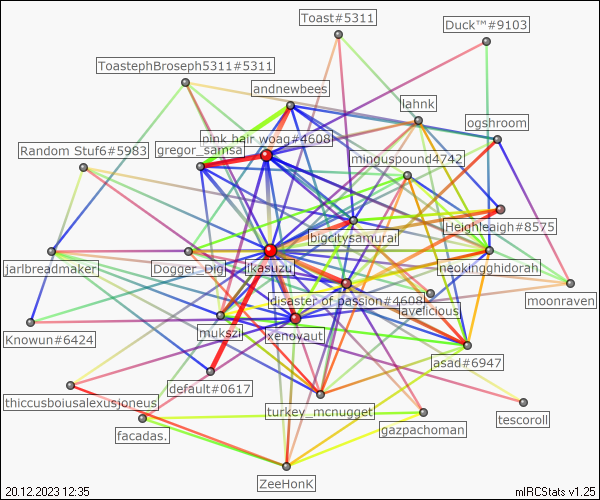 Toast#5311
Duck™#9103
ToastephBroseph5311#5311
andnewbees
lahnk
ogshroom
pink hair woag#4608
Random Stuf6#5983
gregor_samsa
minguspound4742
Heighleaigh#8575
bigcitysamurai
jarlbreadmaker
Dogger_Dig
ikasuzu
neokingghidorah
moonraven
disaster of passion#4608
ayelicious
Knowun#6424
mukszi
xenoyaut
asad#6947
default#0617
thiccusboiusalexusjoneus
turkey_mcnugget
tescoroll
facadas.
gazpachoman
ZeeHonK
20.12.2023 12:35
mIRCStats v1.25